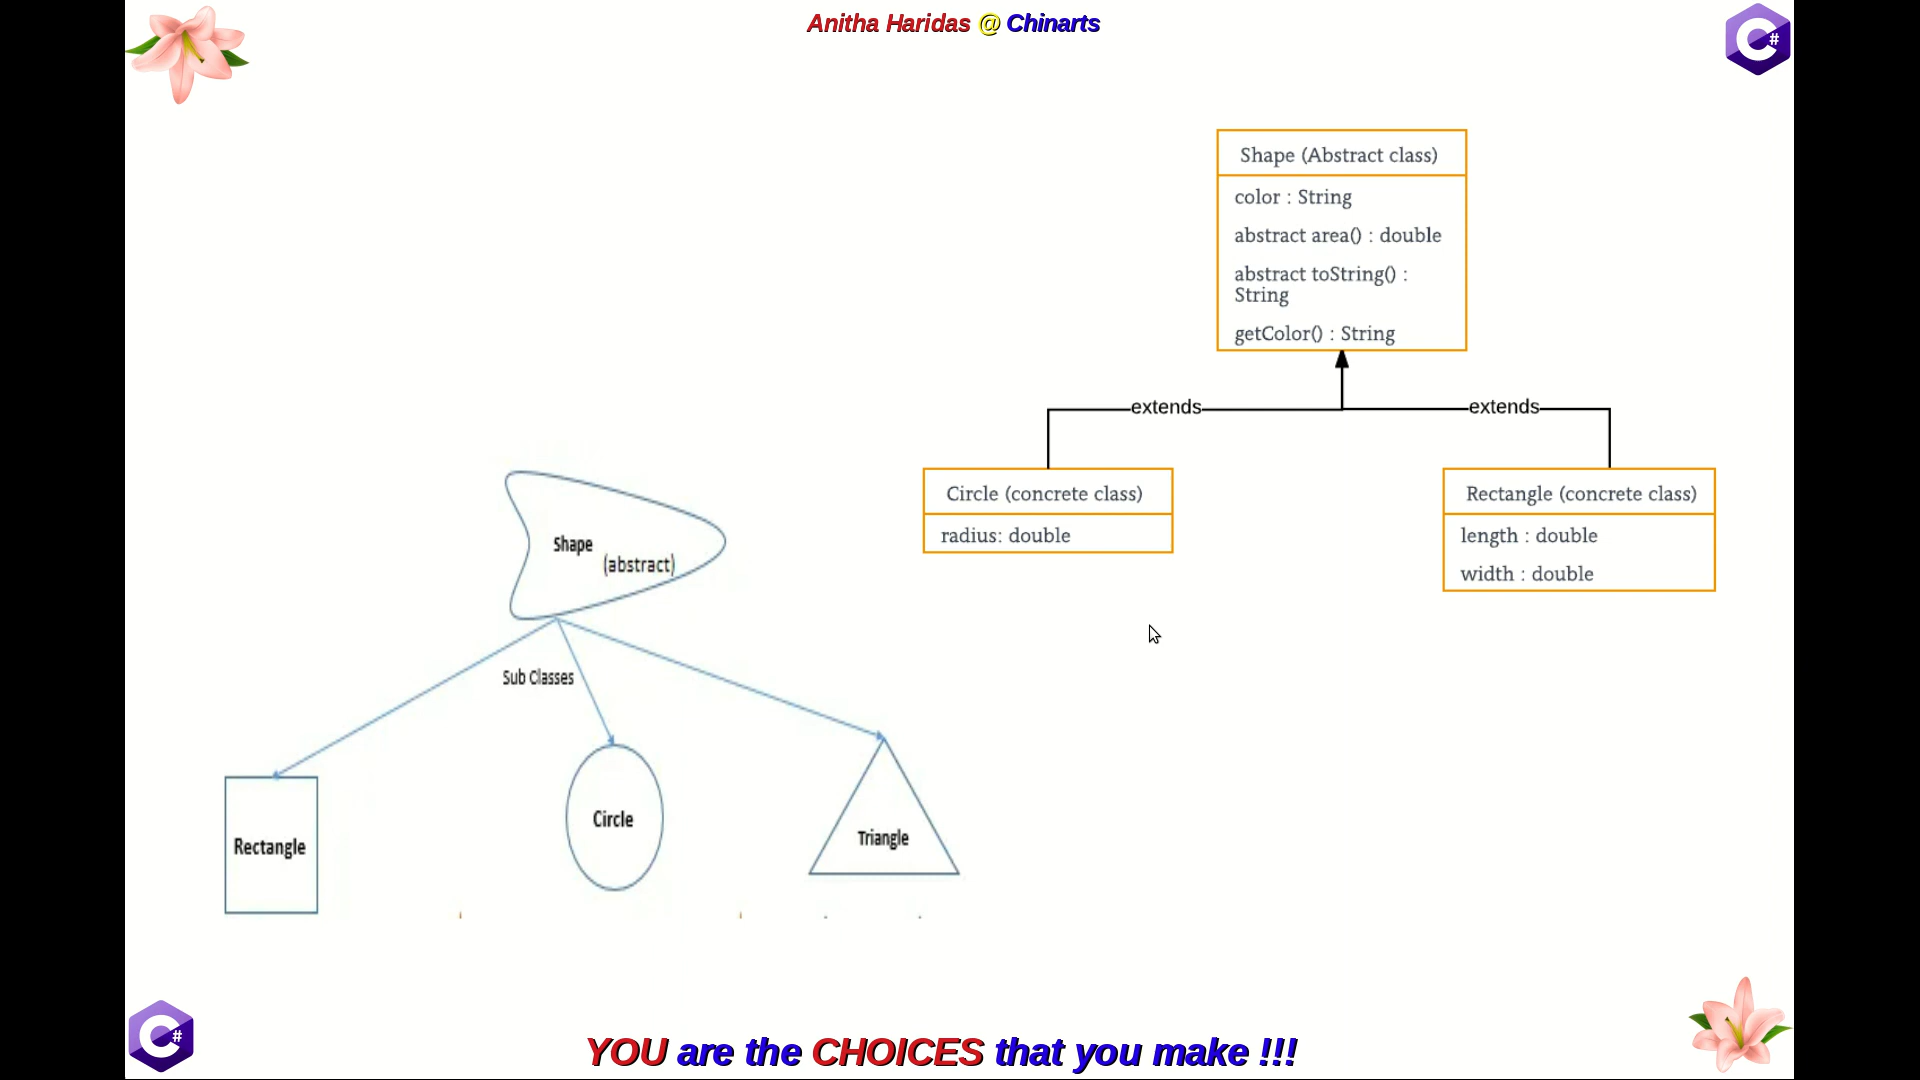 Anitha Haridas @ Chinarts
C#
Shape (Abstract class)
color : String
abstract area() : double
abstract toString() :
String
getColor() : String
extends
extends
Circle (concrete class)
radius: double
Rectangle (concrete class)
length : double
width : double
Shape
(abstract)
Sub Classes
Rectangle
Circle
Triangle
C#
YOU are the CHOICES that you make !!!